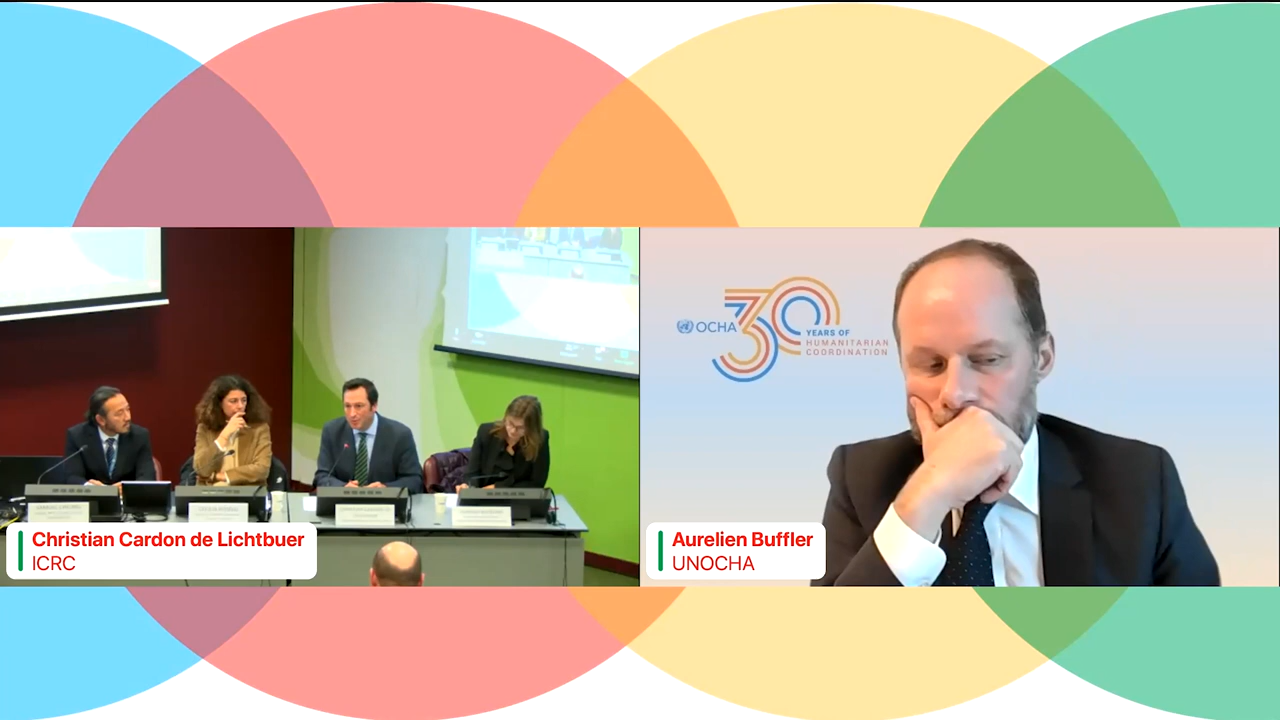 Christian Cardon de Lichtbuer
ICRC
OCHA
30
YEARS OF
HUMANITARIAN
COORDINATION
Aurelien Buffler
UNOCHA